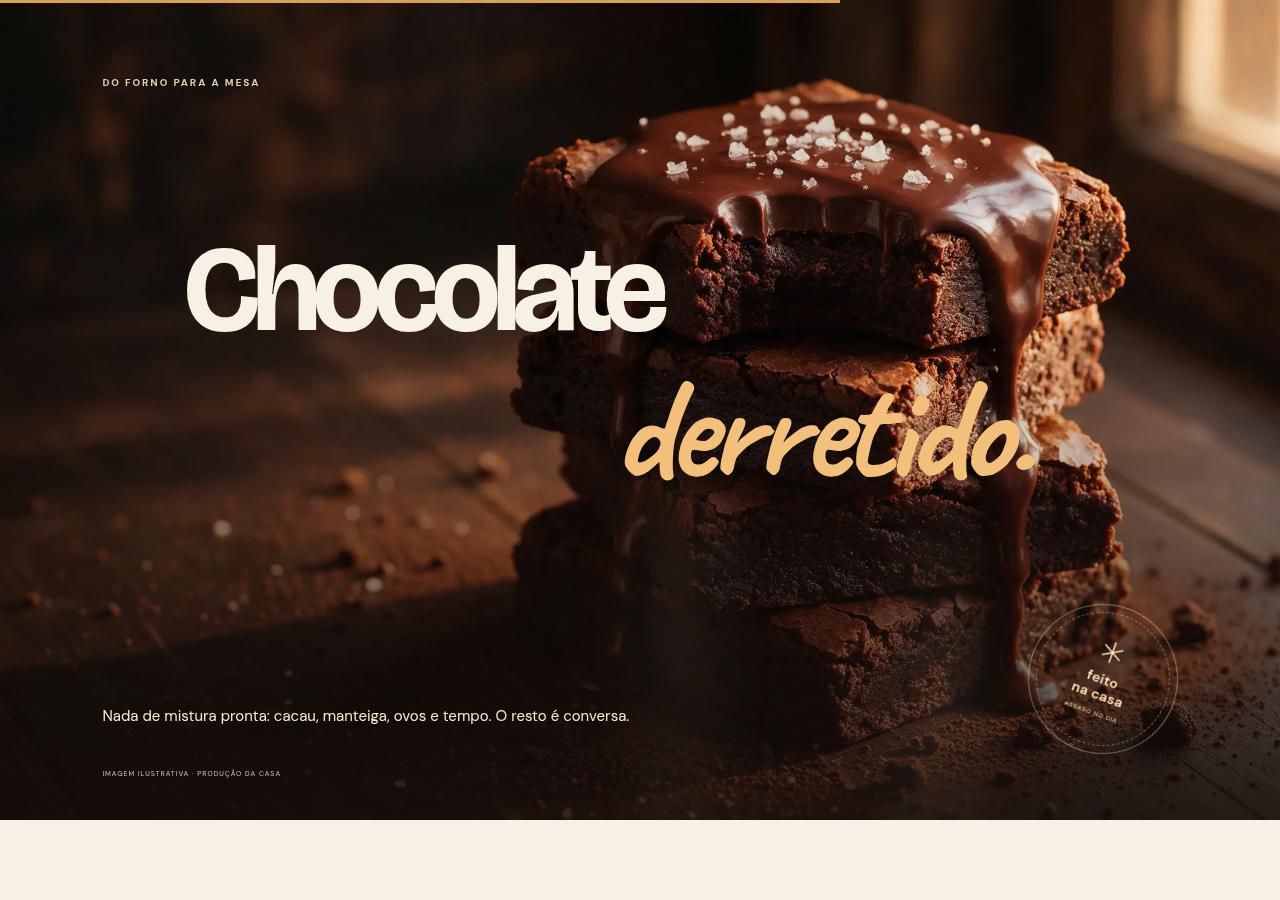 DO FORNO PARA A MESA
Chocolate
derretido.
Nada de mistura pronta: cacau, manteiga, ovos e tempo. O resto é conversa.
IMAGEM ILUSTRATIVA · PRODUÇÃO DA CASA
feito
na casa
ASSADO NO DIA